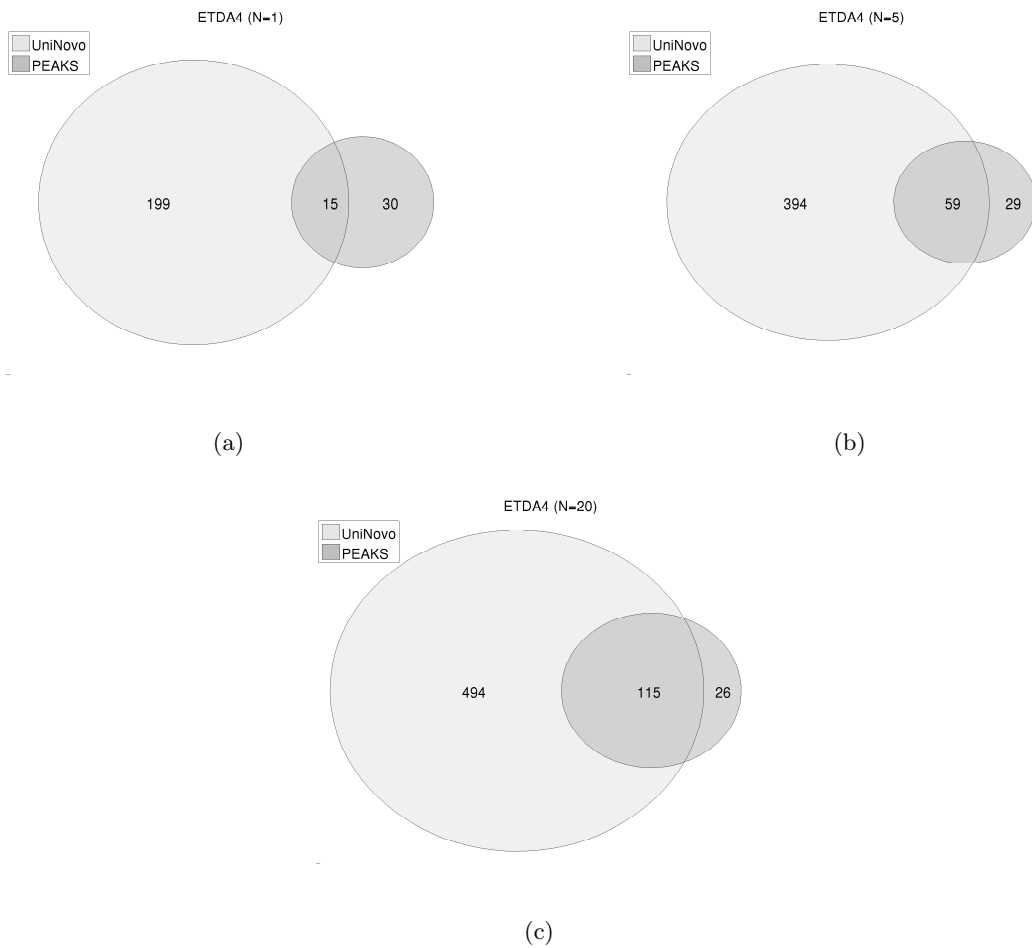 ETDA4 (N=1)
UniNovo
PEAKS
199
15
30
(a)
ETDA4 (N=5)
UniNovo
PEAKS
394
59
29
(b)
ETDA4 (N=20)
UniNovo
PEAKS
494
115
26
(c)